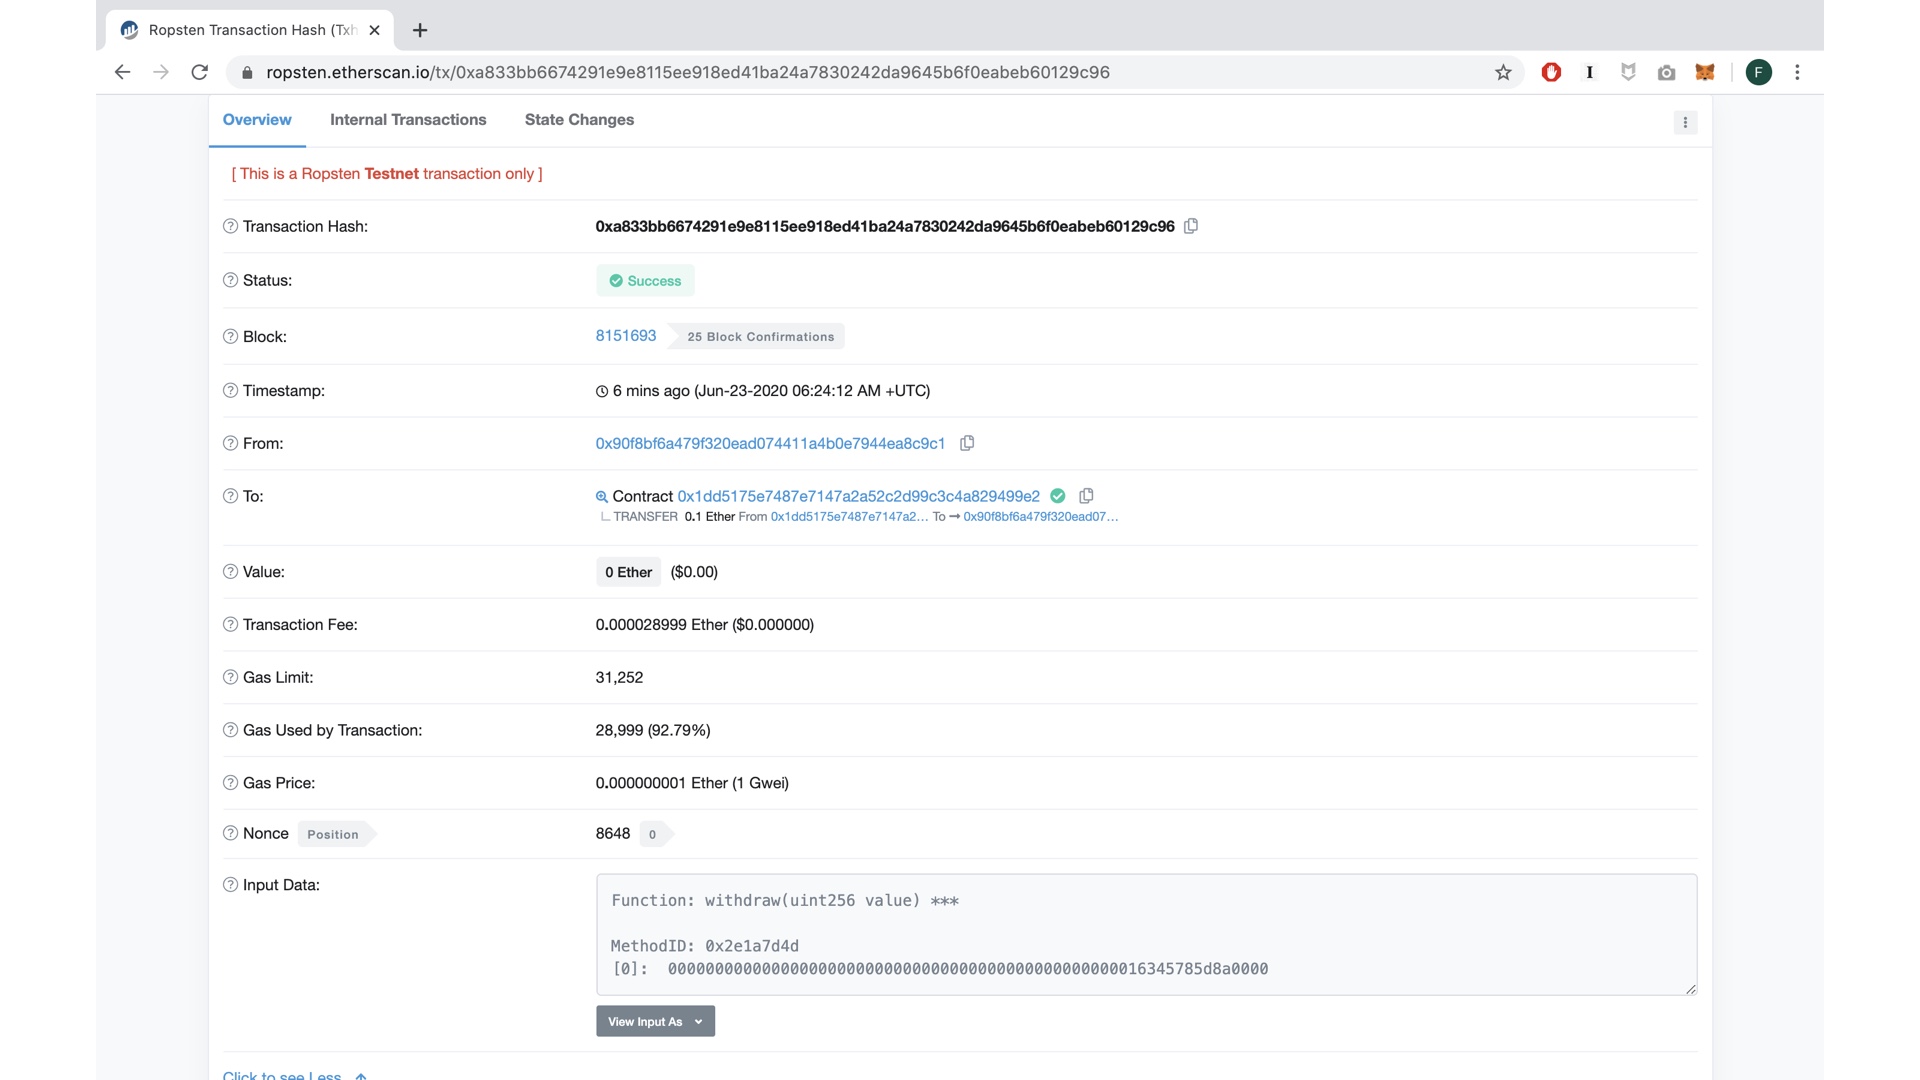 Ropsten Transaction Hash (Txh
ropsten.etherscan.io/tx/0xa833bb6674291e9e8115ee918ed41ba24a7830242da9645b6f0eabeb60129c96
F
Overview Internal Transactions State Changes
[ This is a Ropsten Testnet transaction only ]
Transaction Hash: 0xa833bb6674291e9e8115ee918ed41ba24a7830242da9645b6f0eabeb60129c96
Status: Success
Block: 8151693 25 Block Confirmations
Timestamp: 6 mins ago (Jun-23-2020 06:24:12 AM +UTC)
From: 0x90f8bf6a479f320ead074411a4b0e7944ea8c9c1
To: Contract 0x1dd5175e7487e7147a2a52c2d99c3c4a829499e2
TRANSFER 0.1 Ether From 0x1dd5175e7487e7147a2... To → 0x90f8bf6a479f320ead07...
Value: 0 Ether ($0.00)
Transaction Fee: 0.000028999 Ether ($0.000000)
Gas Limit: 31,252
Gas Used by Transaction: 28,999 (92.79%)
Gas Price: 0.000000001 Ether (1 Gwei)
Nonce Position 8648 0
Input Data:
Function: withdraw(uint256 value) ***
MethodID: 0x2e1a7d4d
[0]: 000000000000000000000000000000000000000000000000016345785d8a0000
View Input As
Click to see Less